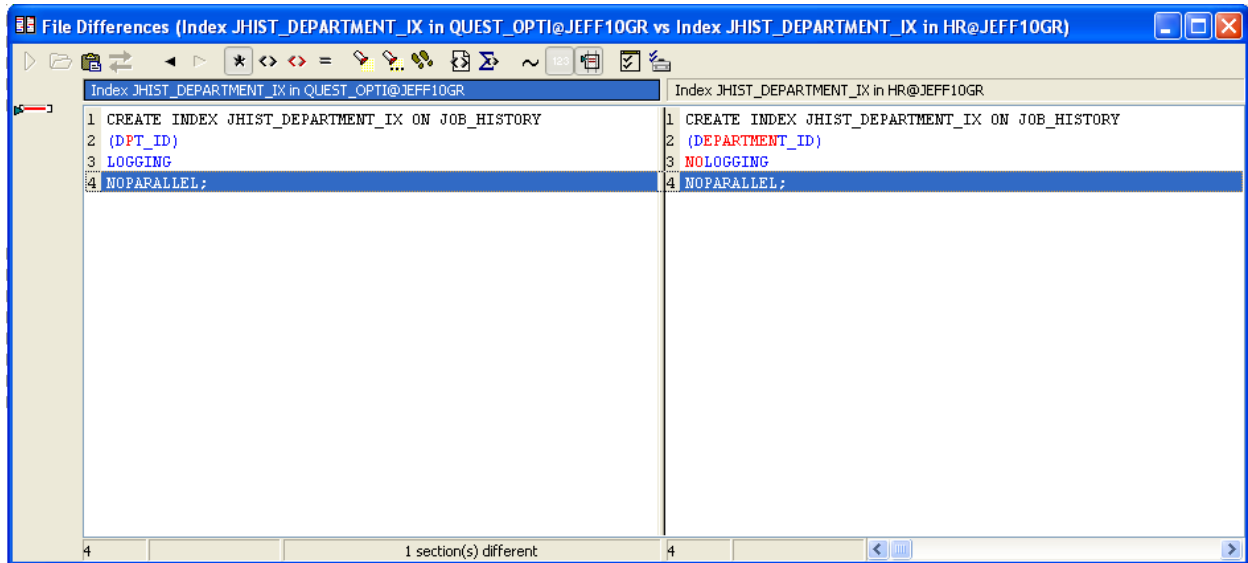 File Differences (Index JHIST_DEPARTMENT_IX in QUEST_OPTI@JEFF10GR vs Index JHIST_DEPARTMENT_IX in HR@JEFF10GR)
123
Index JHIST_DEPARTMENT_IX in QUEST_OPTI@JEFF10GR
1 CREATE INDEX JHIST_DEPARTMENT_IX ON JOB_HISTORY
2 (DPT_ID)
3 LOGGING
4 NOPARALLEL;
4
1 section(s) different
Index JHIST_DEPARTMENT_IX in HR@JEFF10GR
1 CREATE INDEX JHIST_DEPARTMENT_IX ON JOB_HISTORY
2 (DEPARTMENT_ID)
3 NOLOGGING
4 NOPARALLEL;
4